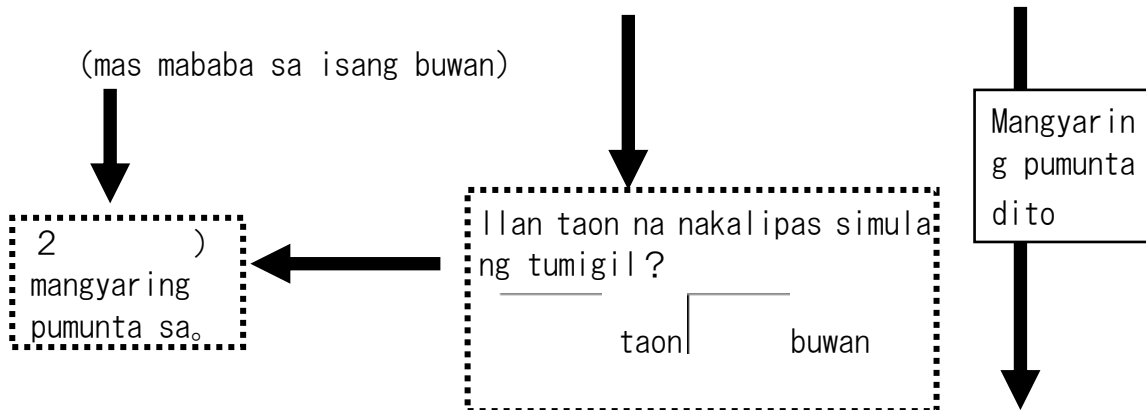 (mas mababa sa isang buwan)
Mangyarin
g pumunta
dito
Ilan taon na nakalipas simula
ng tumigil？
taon
buwan
２ )
mangyaring
pumunta sa。